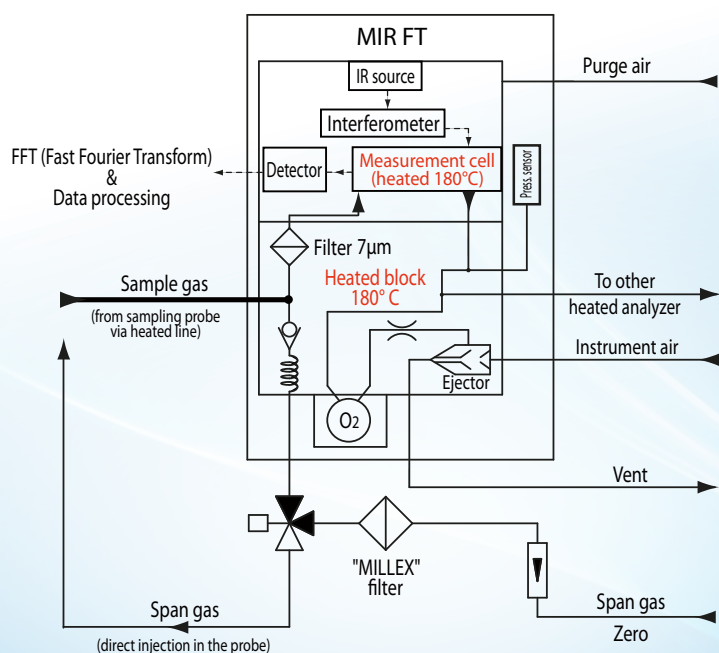 MIR FT
IR source
Purge air
Interferometer
FFT (Fast Fourier Transform)
&
Data processing
Detector
Measurement cell
(heated 180°C)
Press. sensor
Filter 7µm
Sample gas
(from sampling probe
via heated line)
Heated block
180° C
To other
heated analyzer
Instrument air
Ejector
O2
Vent
"MILLEX"
filter
Span gas
(direct injection in the probe)
Span gas
Zero